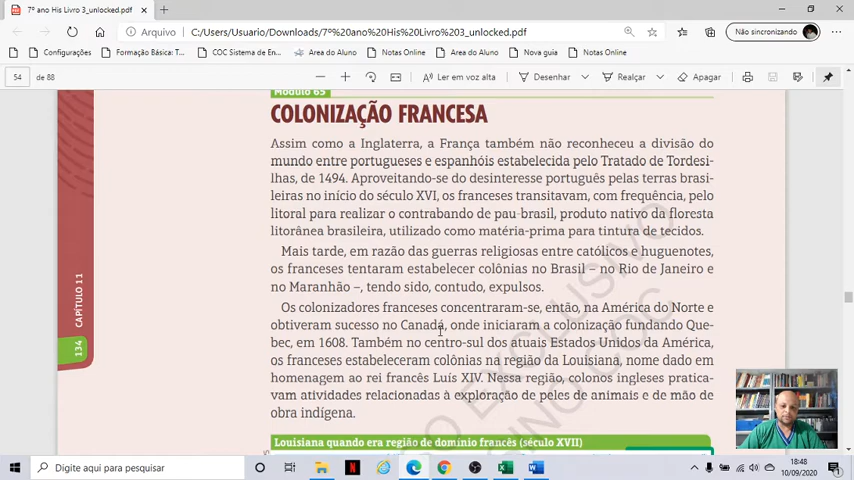 7º ano His Livro 3_unlocked.pdf
Arquivo
C:/Users/Usuario/Downloads/7º%20ano%20His%20Livro%203_unlocked.pdf
Não sincronizando
Configurações
Formação Básica: T...
COC Sistema de En...
Area do Aluno
Notas Online
Area do Aluno
Nova guia
Notas Online
54
de 88
Ler em voz alta
Desenhar
Realçar
Apagar
Módulo 65
COLONIZAÇÃO FRANCESA
Assim como a Inglaterra, a França também não reconheceu a divisão do
mundo entre portugueses e espanhóis estabelecida pelo Tratado de Tordesi-
lhas, de 1494. Aproveitando-se do desinteresse português pelas terras brasi-
leiras no início do século XVI, os franceses transitavam, com frequência, pelo
litoral para realizar o contrabando de pau-brasil, produto nativo da floresta
litorânea brasileira, utilizado como matéria-prima para tintura de tecidos.
Mais tarde, em razão das guerras religiosas entre católicos e huguenotes,
os franceses tentaram estabelecer colônias no Brasil – no Rio de Janeiro e
no Maranhão –, tendo sido, contudo, expulsos.
Os colonizadores franceses concentraram-se, então, na América do Norte e
obtiveram sucesso no Canadá, onde iniciaram a colonização fundando Que-
bec, em 1608. Também no centro-sul dos atuais Estados Unidos da América,
os franceses estabeleceram colônias na região da Louisiana, nome dado em
homenagem ao rei francês Luís XIV. Nessa região, colonos ingleses pratica-
vam atividades relacionadas à exploração de peles de animais e de mão de
obra indígena.
Louisiana quando era região de domínio francês (século XVII)
CAPÍTULO 11
134
EXCLUSIVO
ENSINO COC
Digite aqui para pesquisar
18:48
10/09/2020